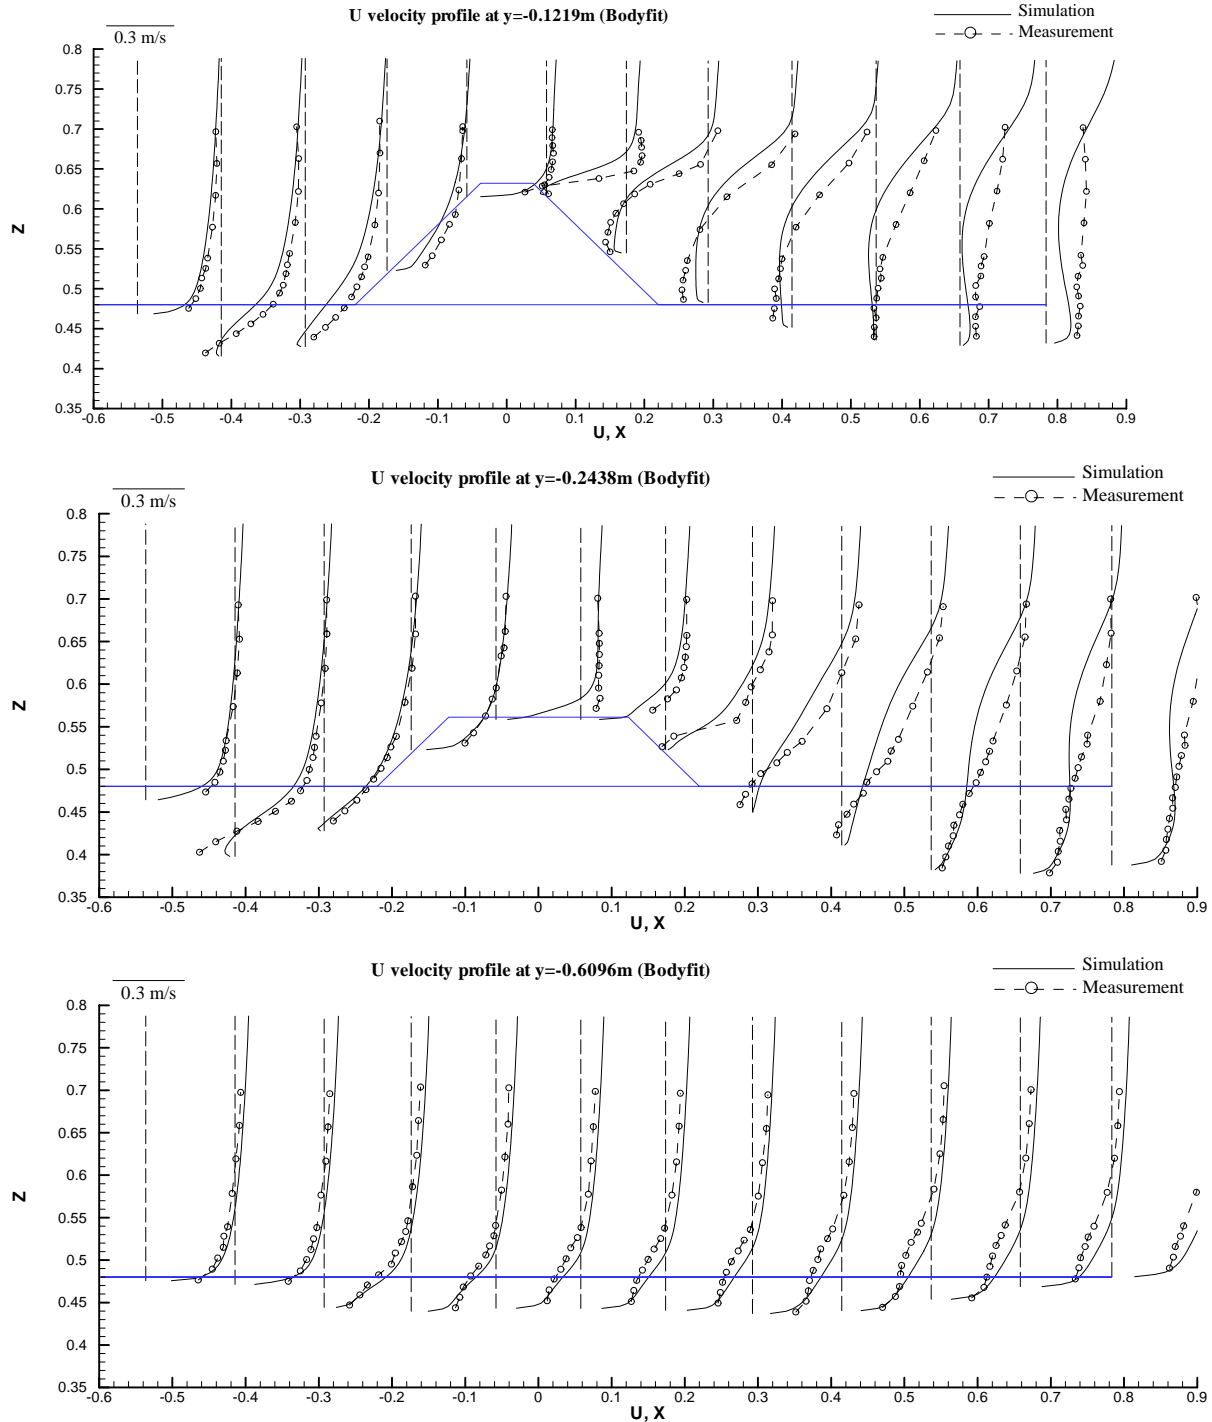 U velocity profile at y=-0.1219m (Bodyfit)
Simulation
Measurement
0.3 m/s
0.8
0.75
0.7
0.65
0.6
0.55
0.5
0.45
0.4
0.35
Z
-0.6 -0.5 -0.4 -0.3 -0.2 -0.1 0 0.1 0.2 0.3 0.4 0.5 0.6 0.7 0.8 0.9
U, X
U velocity profile at y=-0.2438m (Bodyfit)
Simulation
Measurement
0.3 m/s
0.8
0.75
0.7
0.65
0.6
0.55
0.5
0.45
0.4
0.35
Z
-0.6 -0.5 -0.4 -0.3 -0.2 -0.1 0 0.1 0.2 0.3 0.4 0.5 0.6 0.7 0.8 0.9
U, X
U velocity profile at y=-0.6096m (Bodyfit)
Simulation
Measurement
0.3 m/s
0.8
0.75
0.7
0.65
0.6
0.55
0.5
0.45
0.4
0.35
Z
-0.6 -0.5 -0.4 -0.3 -0.2 -0.1 0 0.1 0.2 0.3 0.4 0.5 0.6 0.7 0.8 0.9
U, X